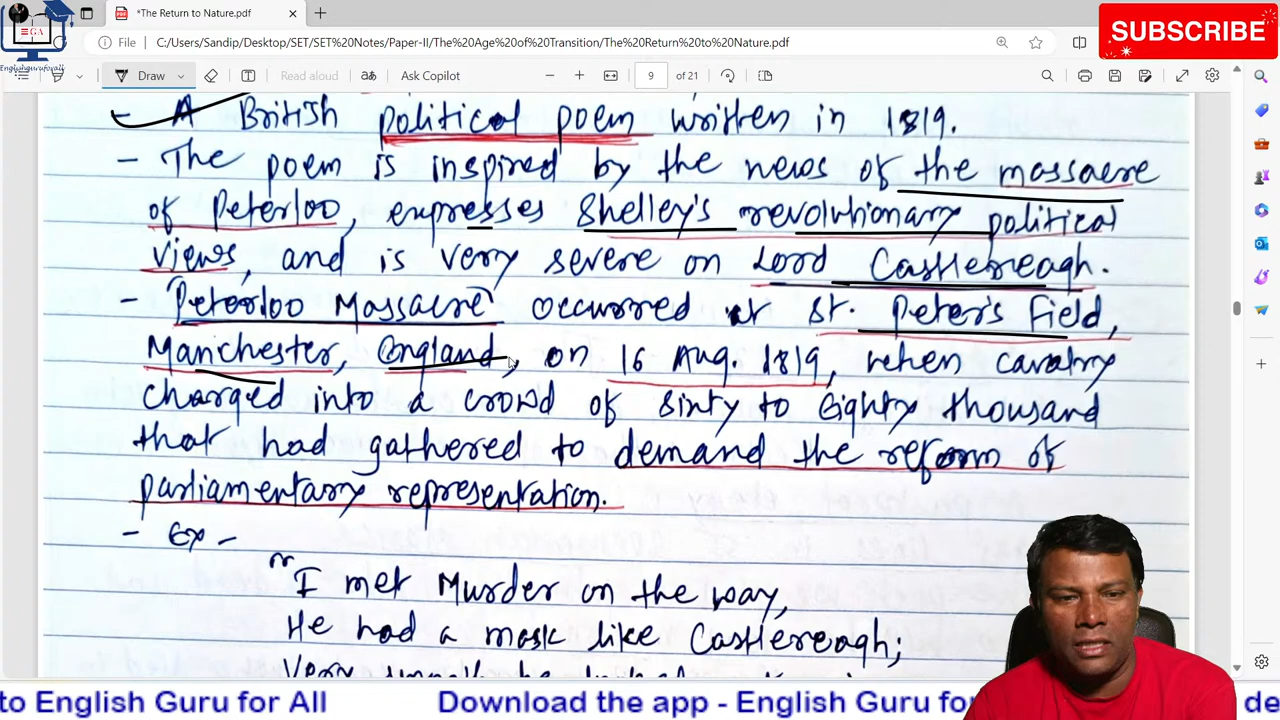 *The Return to Nature.pdf
SUBSCRIBE
EGA
Englishguruforall
File
C:/Users/Sandip/Desktop/SET/SET%20Notes/Paper-II/The%20Age%20of%20Transition/The%20Return%20to%20Nature.pdf
Draw
Read aloud
Ask Copilot
9 of 21
- A British political poem written in 1819.
- The poem is inspired by the news of the massacre
of Peterloo, expresses Shelley's revolutionary political
views, and is very severe on Lord Castlereagh.
- Peterloo Massacre occurred at St. Peter's Field,
Manchester, England, on 16 Aug. 1819, when cavalry
charged into a crowd of sixty to eighty thousand
that had gathered to demand the reform of
parliamentary representation.
- Ex -
"I met Murder on the way,
He had a mask like Castlereagh;
Very
to English Guru For All Download the app - English Guru for de